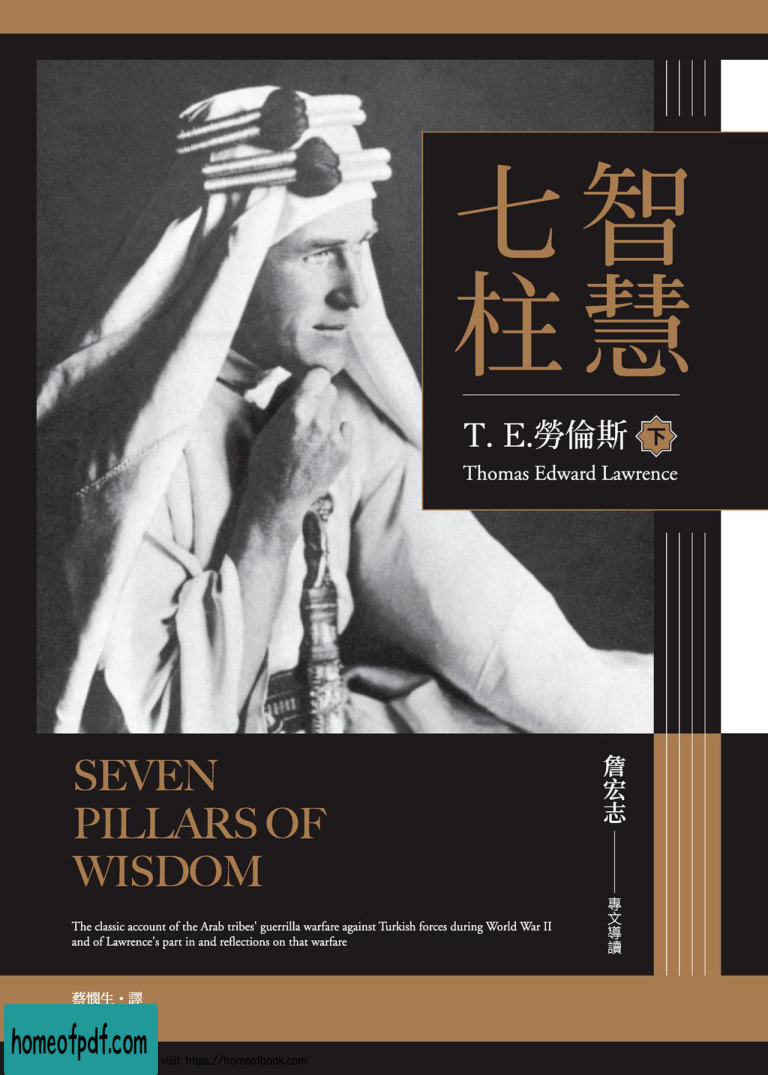 智慧
七柱
T. E.勞倫斯 下
Thomas Edward Lawrence
SEVEN
PILLARS OF
WISDOM
詹宏志——專文導讀
The classic account of the Arab tribes' guerrilla warfare against Turkish forces during World War II
and of Lawrence's part in and reflections on that warfare
蔡憫生・譯
homeofpdf.com
visit: https://homeofbook.com